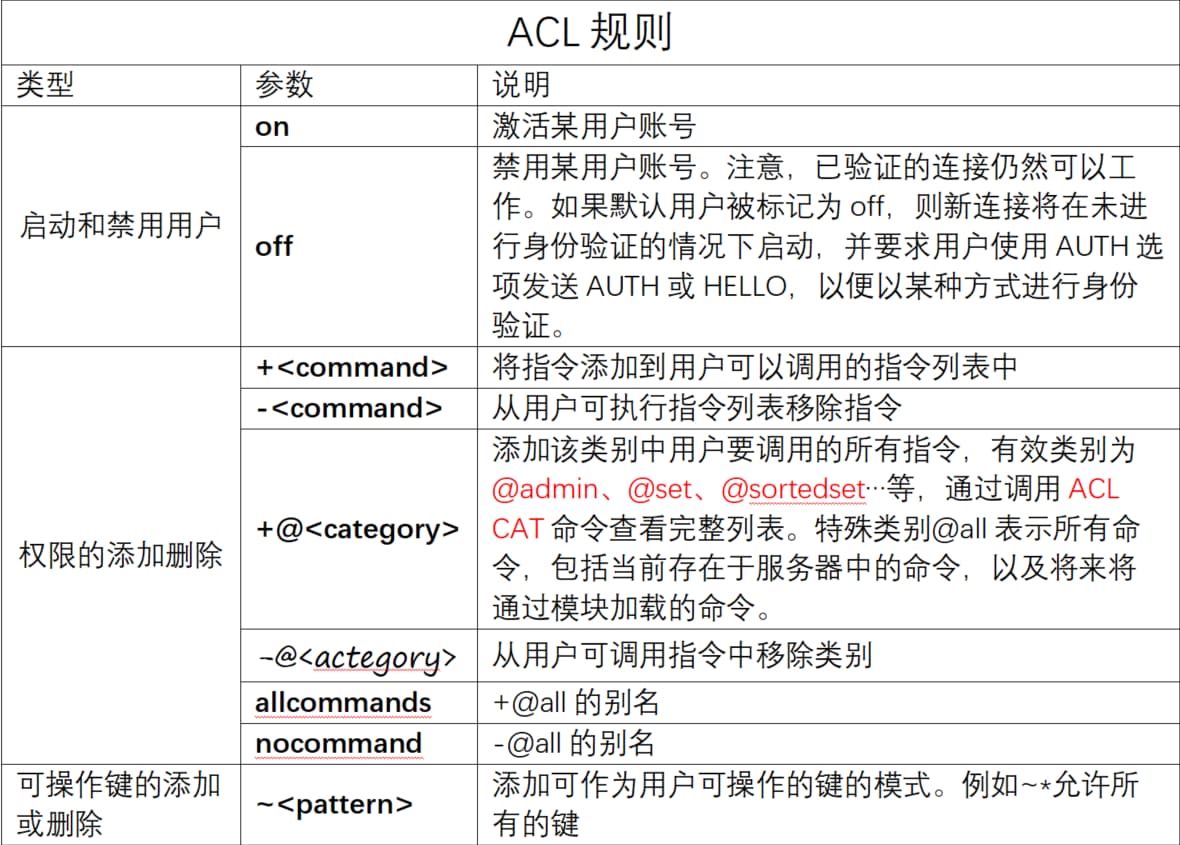 ACL 规则
类型 参数 说明
启动和禁用用户
on
激活某用户账号
off
禁用某用户账号。注意，已验证的连接仍然可以工
作。如果默认用户被标记为 off，则新连接将在未进
行身份验证的情况下启动，并要求用户使用 AUTH 选
项发送 AUTH 或 HELLO，以便以某种方式进行身份
验证。
权限的添加删除
+<command>
将指令添加到用户可以调用的指令列表中
-<command>
从用户可执行指令列表移除指令
+@<category>
添加该类别中用户要调用的所有指令，有效类别为
@admin、@set、@sortedset…等，通过调用 ACL
CAT 命令查看完整列表。特殊类别@all 表示所有命
令，包括当前存在于服务器中的命令，以及将来将
通过模块加载的命令。
-@<actegory>
从用户可调用指令中移除类别
allcommands
+@all 的别名
nocommand
-@all 的别名
可操作键的添加
或删除
~<pattern>
添加可作为用户可操作的键的模式。例如~*允许所
有的键